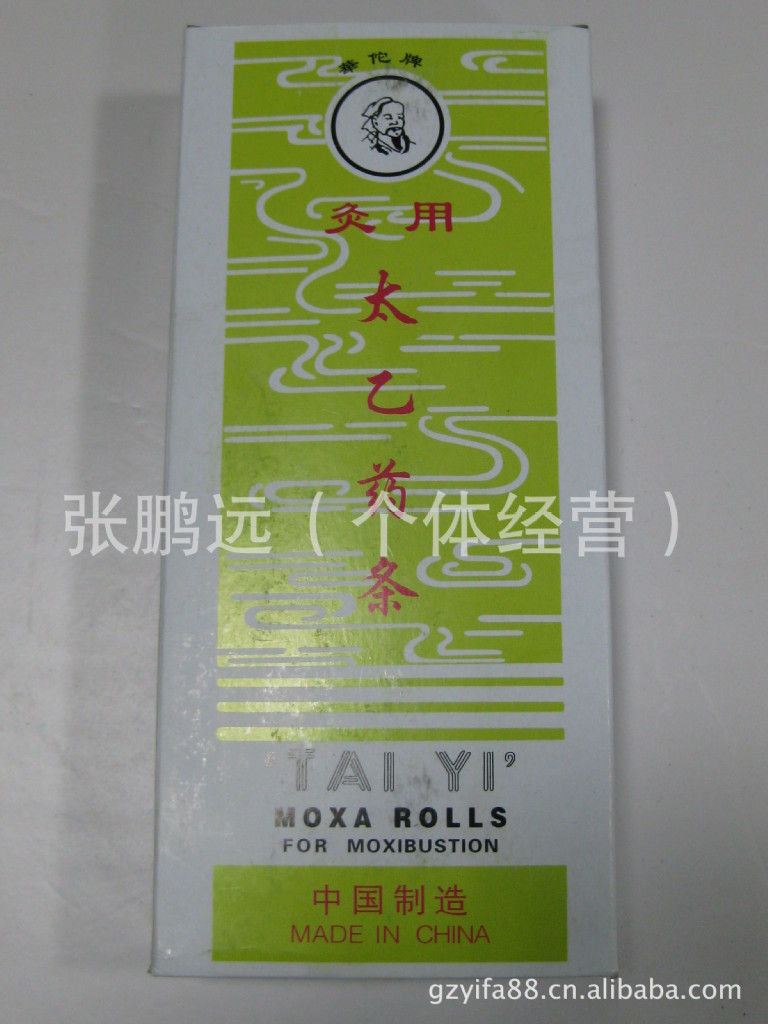 華佗牌
灸用
太乙药条
张鹏远（个体经营）
‘TAI YI’
MOXA ROLLS
FOR MOXIBUSTION
中国制造
MADE IN CHINA
gzyifa88.cn.alibaba.com